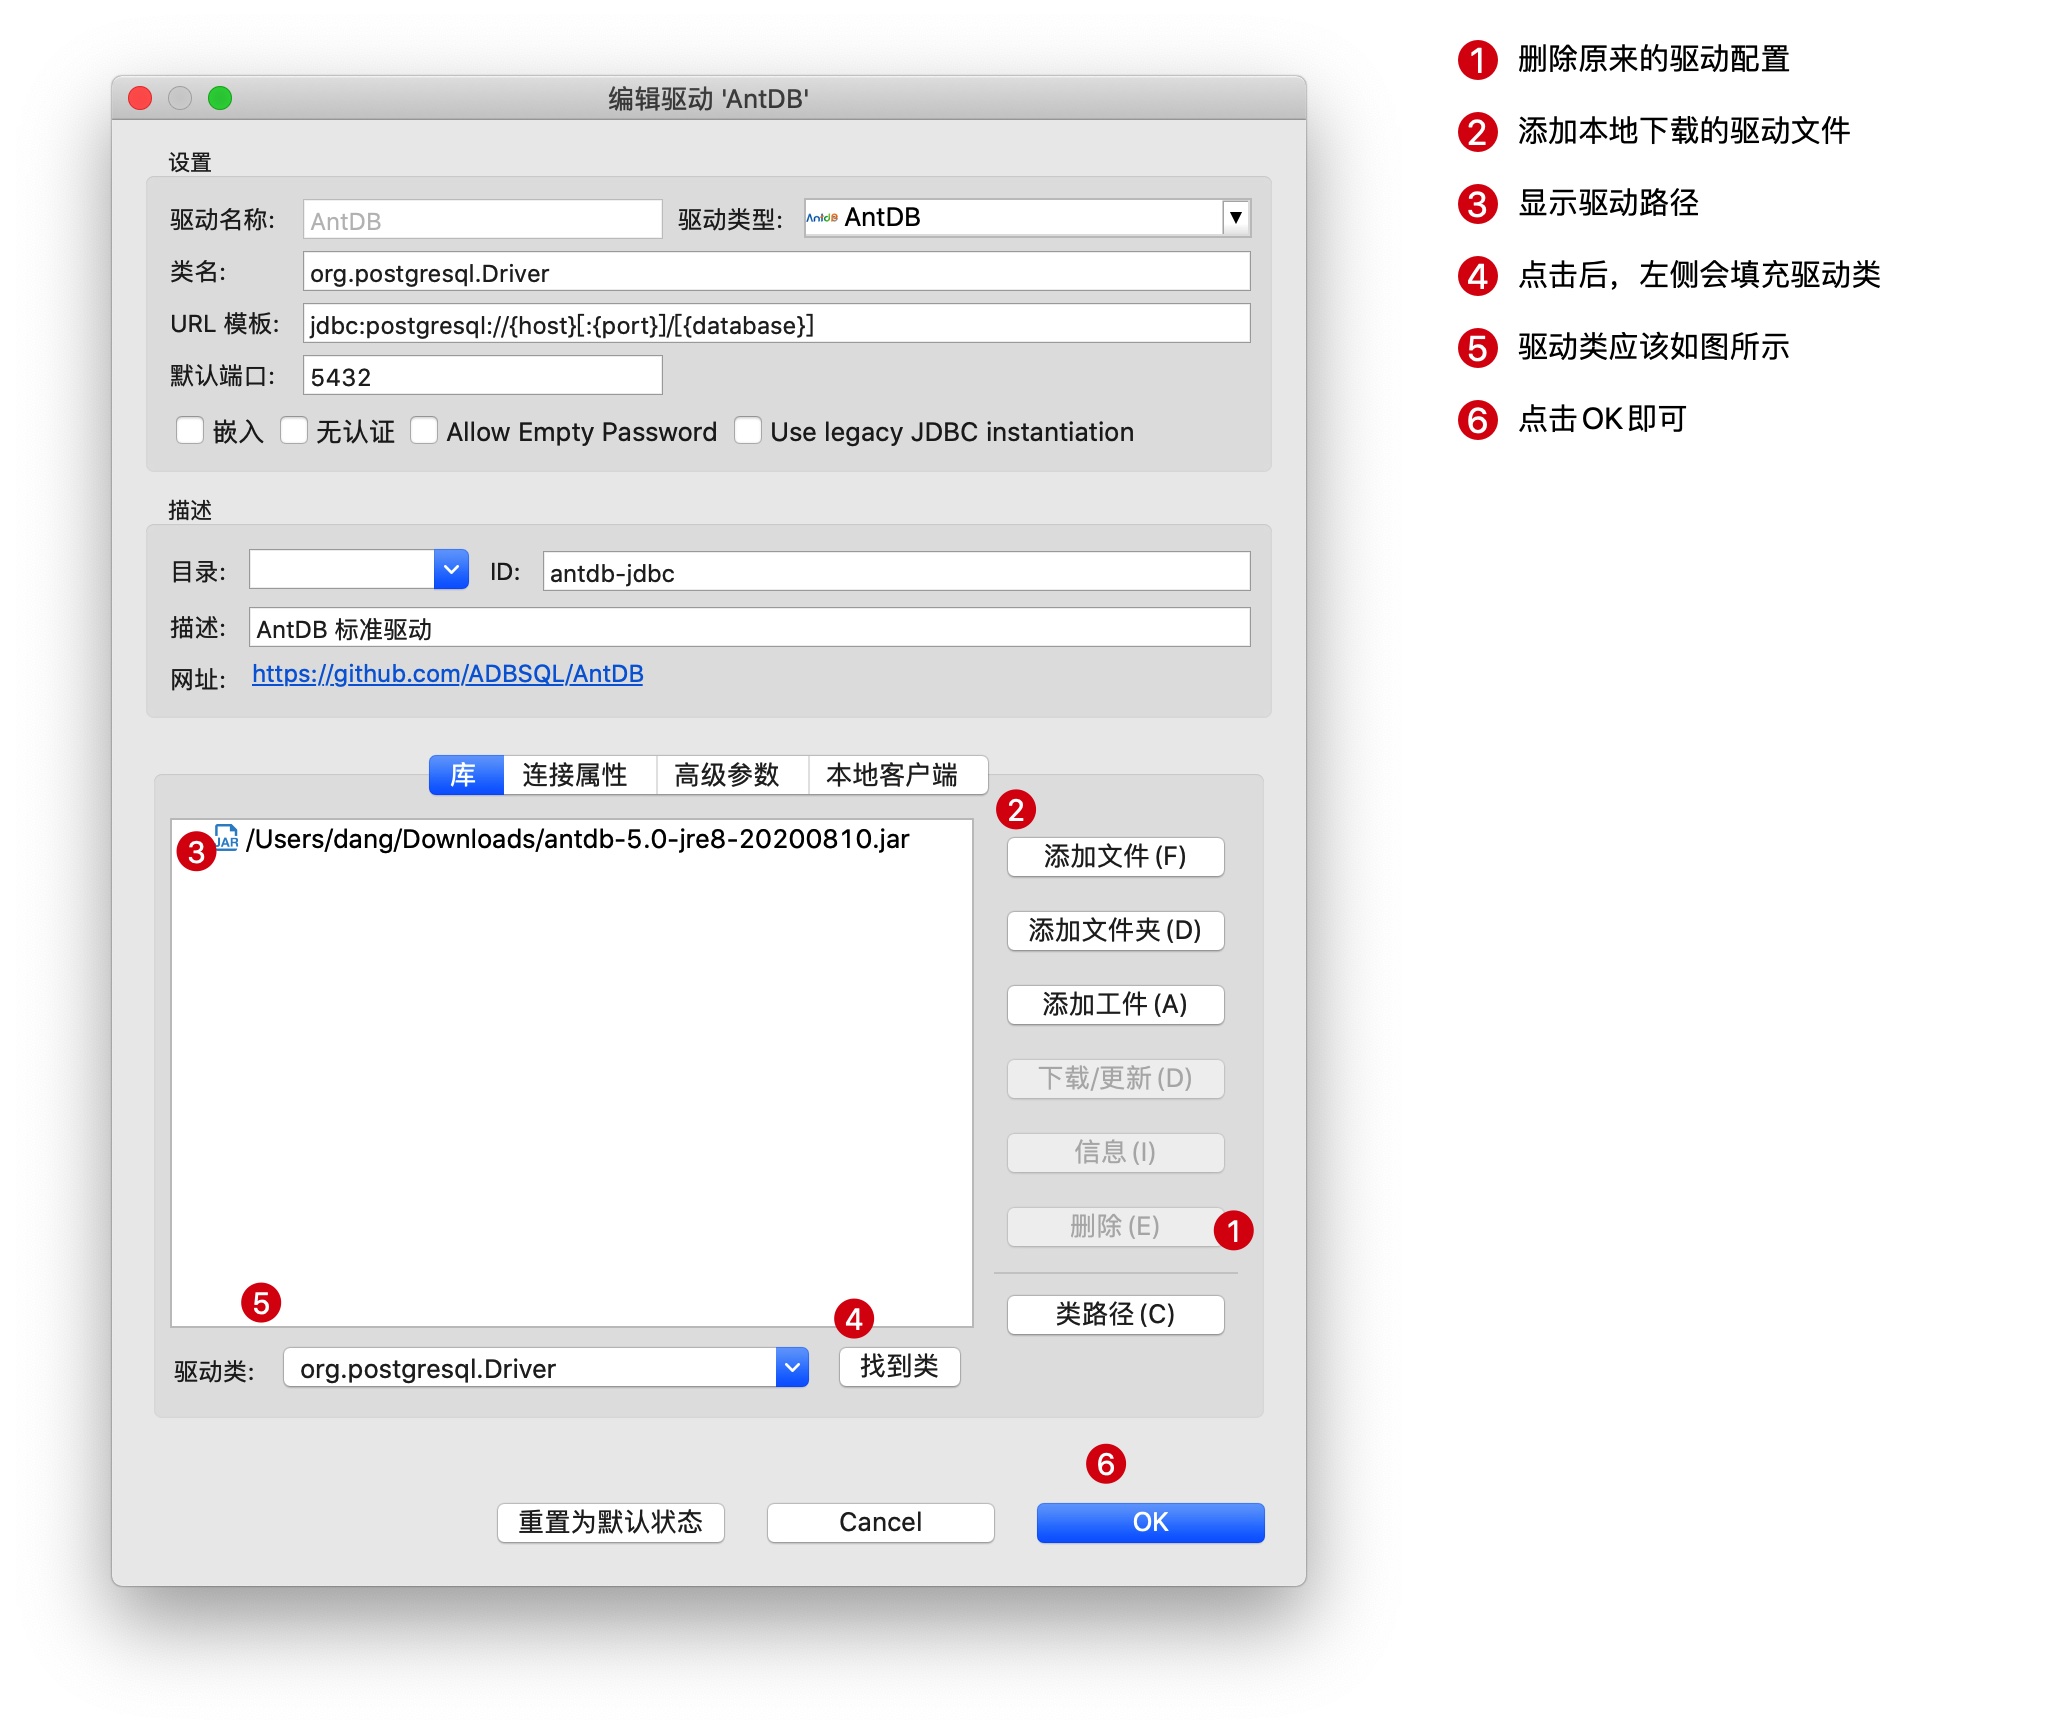 编辑驱动 'AntDB'
设置
驱动名称: AntDB 驱动类型: AntDB AntDB
类名: org.postgresql.Driver
URL 模板: jdbc:postgresql://{host}[:{port}]/[{database}]
默认端口: 5432
嵌入 无认证 Allow Empty Password Use legacy JDBC instantiation
描述
目录: ID: antdb-jdbc
描述: AntDB 标准驱动
网址: https://github.com/ADBSQL/AntDB
库 连接属性 高级参数 本地客户端
3 JAR /Users/dang/Downloads/antdb-5.0-jre8-20200810.jar
2
添加文件(F)
添加文件夹(D)
添加工件(A)
下载/更新(D)
信息(I)
删除(E) 1
类路径(C)
5
4
驱动类: org.postgresql.Driver 找到类
6
重置为默认状态 Cancel OK
1 删除原来的驱动配置
2 添加本地下载的驱动文件
3 显示驱动路径
4 点击后，左侧会填充驱动类
5 驱动类应该如图所示
6 点击OK即可